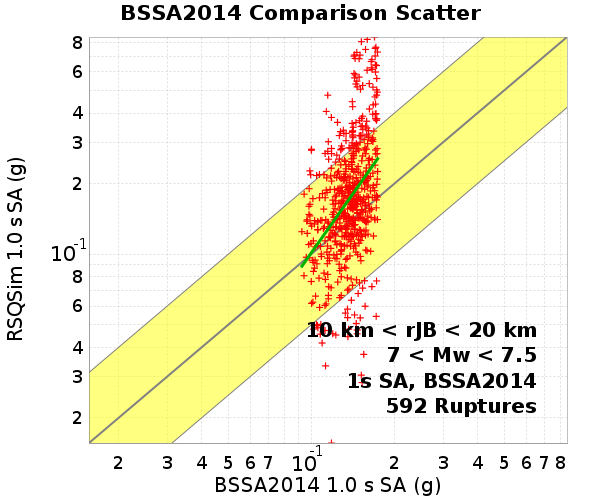 BSSA2014 Comparison Scatter
RSQSim 1.0 s SA (g)
8
6
4
3
2
10⁻¹
8
6
4
3
2
10 km < rJB < 20 km
7 < Mw < 7.5
1s SA, BSSA2014
592 Ruptures
2 3 4 5 6 7 10⁻¹ 2 3 4 5 6 7 8
BSSA2014 1.0 s SA (g)